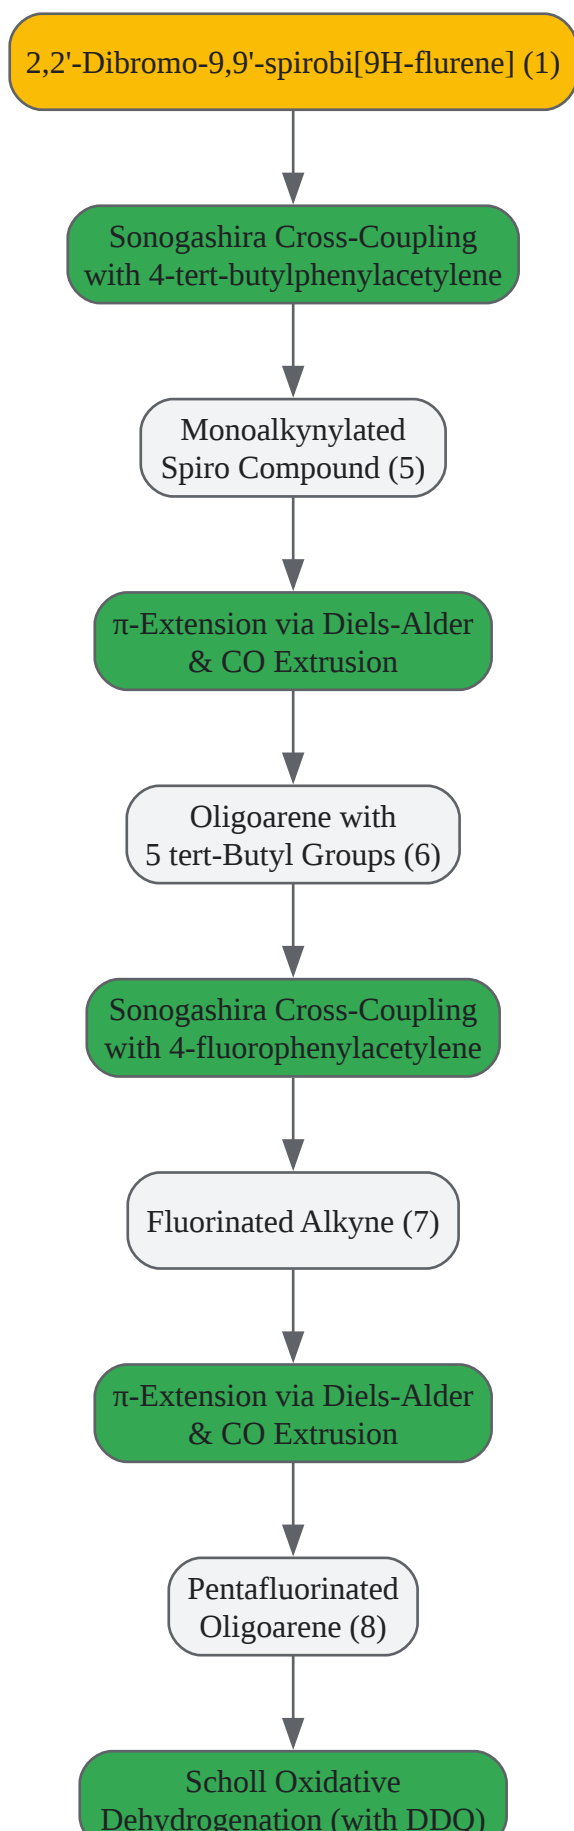 2,2'-Dibromo-9,9'-spirobi[9H-flurene] (1)
Sonogashira Cross-Coupling
with 4-tert-butylphenylacetylene
Monoalkynylated
Spiro Compound (5)
π-Extension via Diels-Alder
& CO Extrusion
Oligoarene with
5 tert-Butyl Groups (6)
Sonogashira Cross-Coupling
with 4-fluorophenylacetylene
Fluorinated Alkyne (7)
π-Extension via Diels-Alder
& CO Extrusion
Pentafluorinated
Oligoarene (8)
Scholl Oxidative
Dehydrogenation (with DDQ)